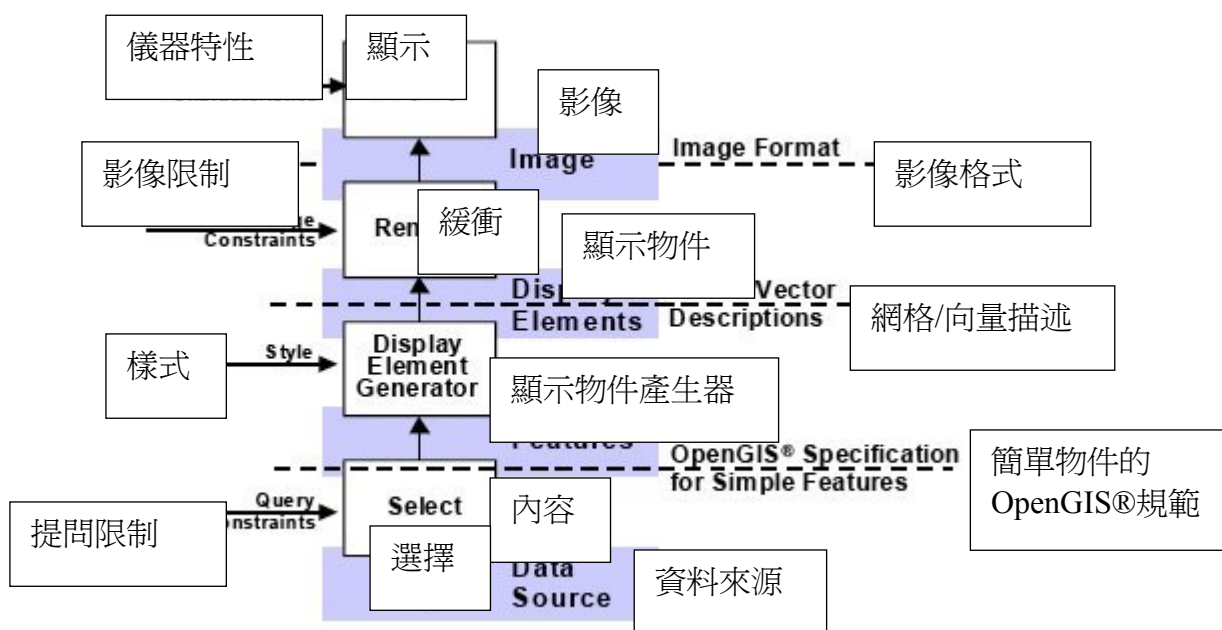 儀器特性
顯示
影像
Image
Image Format
影像限制
影像格式
Constraints
緩衝
顯示物件
Elements
Vector
Descriptions
網格/向量描述
樣式
Style
Display
Element
Generator
顯示物件產生器
OpenGIS® Specification
for Simple Features
簡單物件的
OpenGIS®規範
提問限制
Query
Select
內容
選擇
Data
Source
資料來源